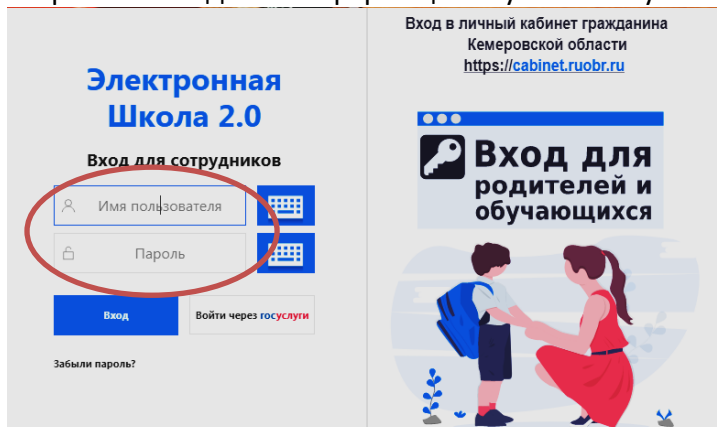 Электронная
Школа 2.0
Вход для сотрудников
Имя пользователя
Пароль
Вход
Войти через госуслуги
Забыли пароль?
Вход в личный кабинет гражданина
Кемеровской области
https://cabinet.ruobr.ru
Вход для
родителей и
обучающихся